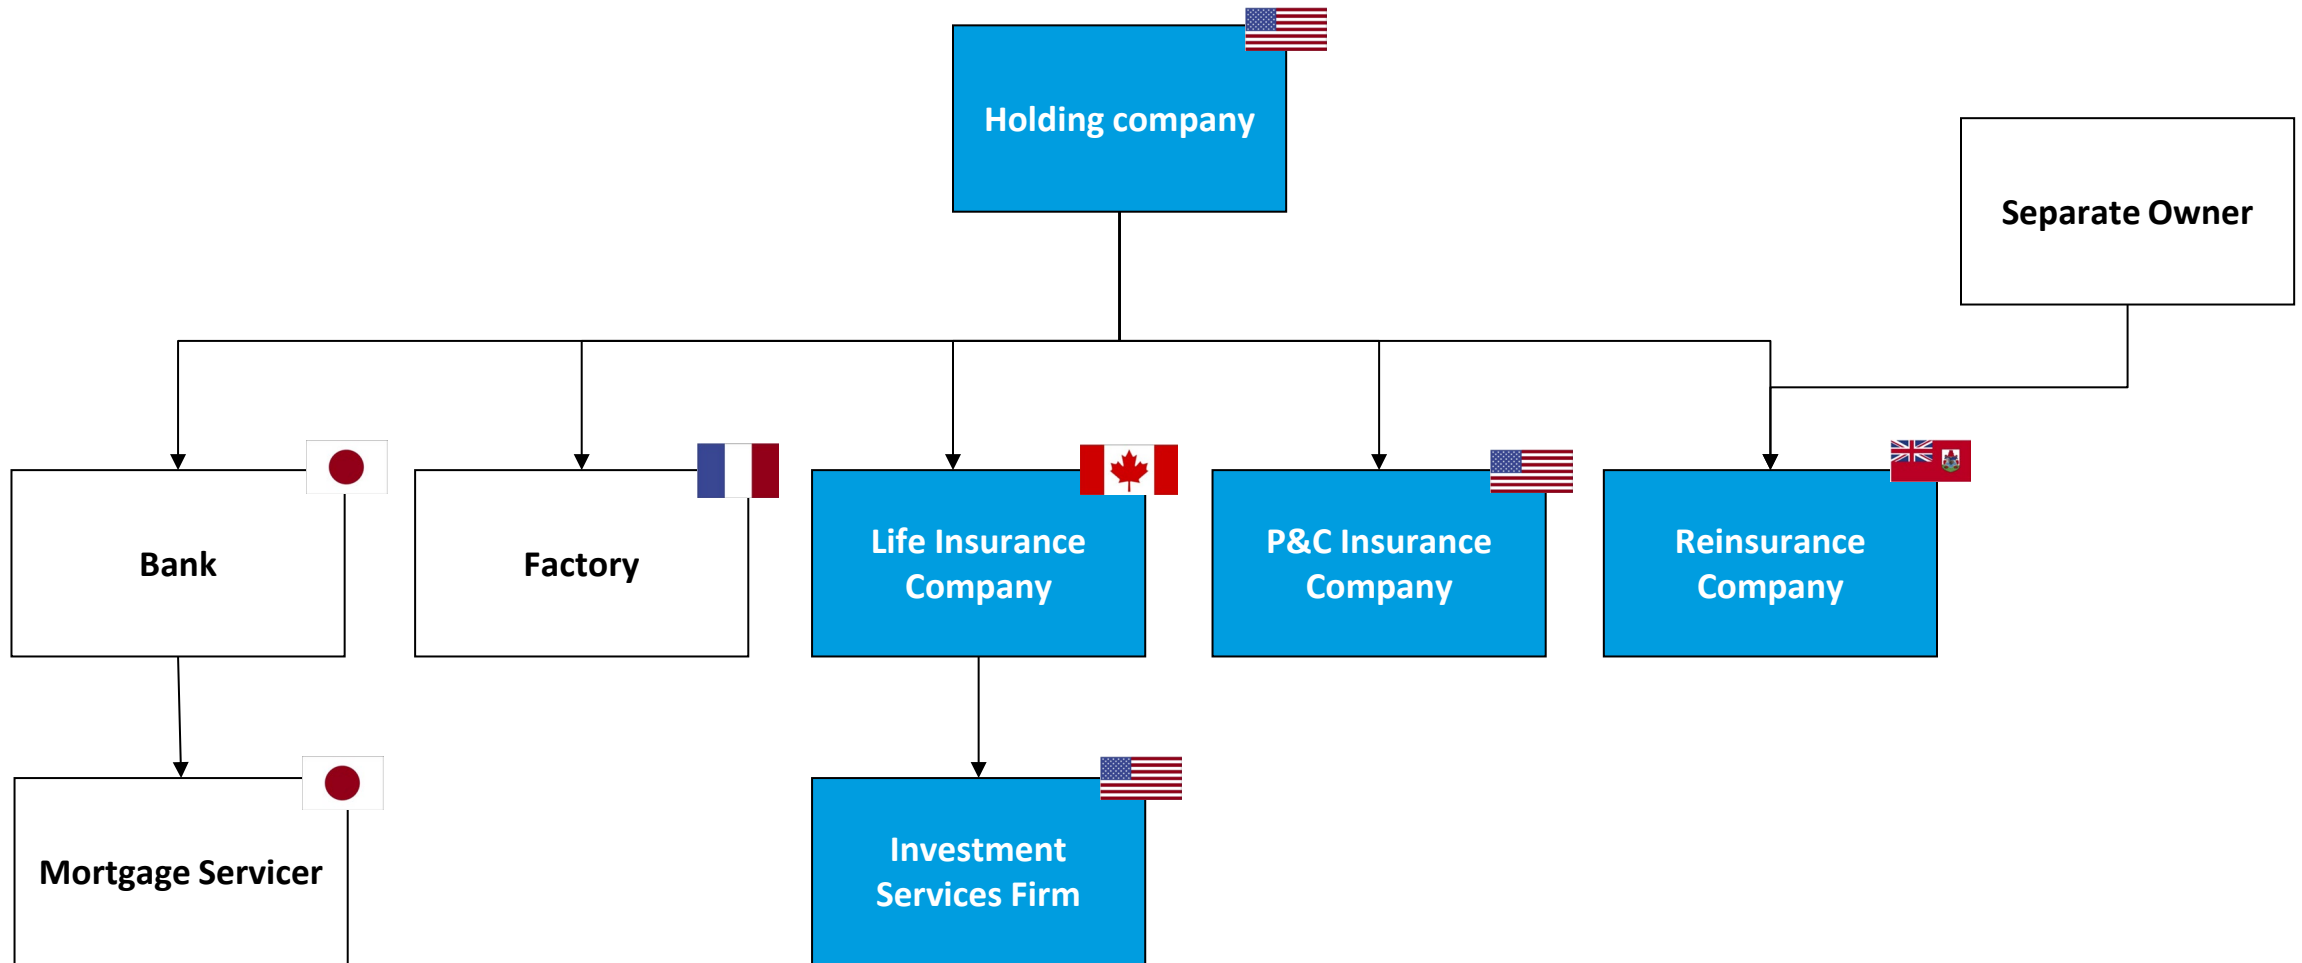 Holding company
Separate Owner
Bank
Factory
Life Insurance
Company
P&C Insurance
Company
Reinsurance
Company
Mortgage Servicer
Investment
Services Firm